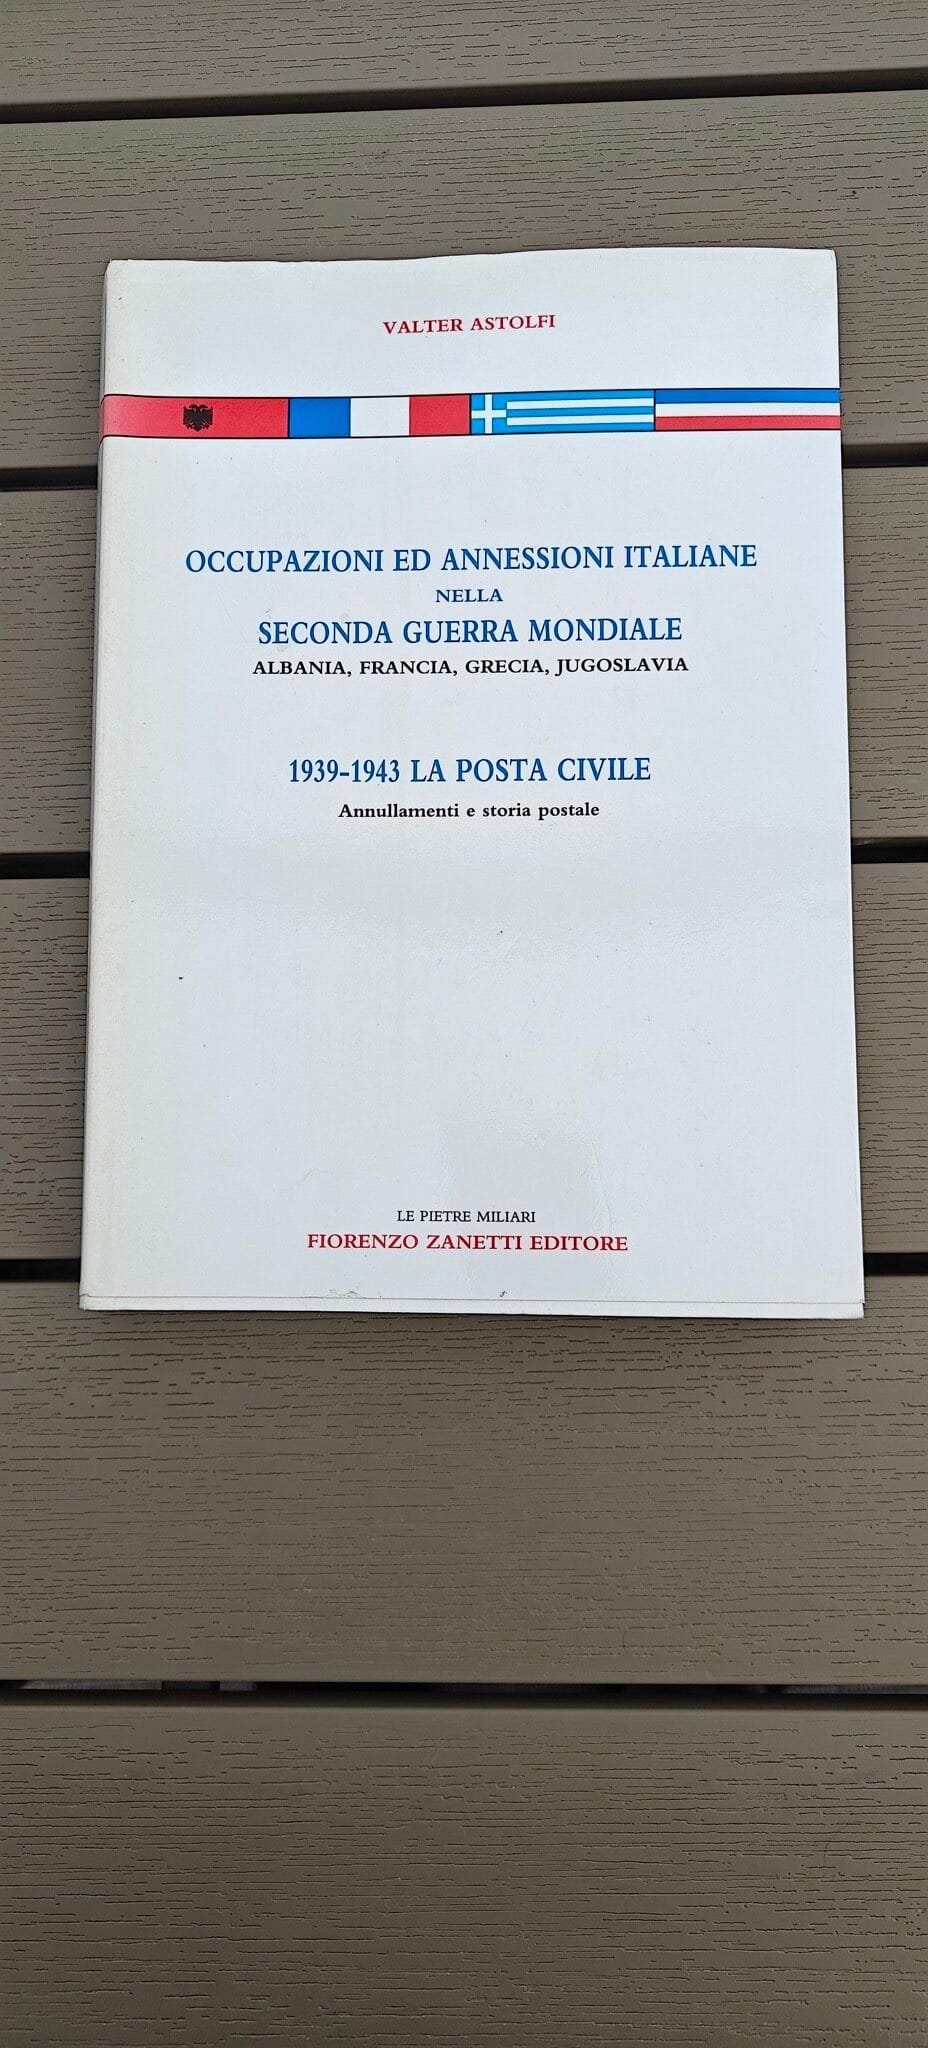 VALTER ASTOLFI
OCCUPAZIONI ED ANNESSIONI ITALIANE
NELLA
SECONDA GUERRA MONDIALE
ALBANIA, FRANCIA, GRECIA, JUGOSLAVIA
1939-1943 LA POSTA CIVILE
Annullamenti e storia postale
LE PIETRE MILIARI
FIORENZO ZANETTI EDITORE